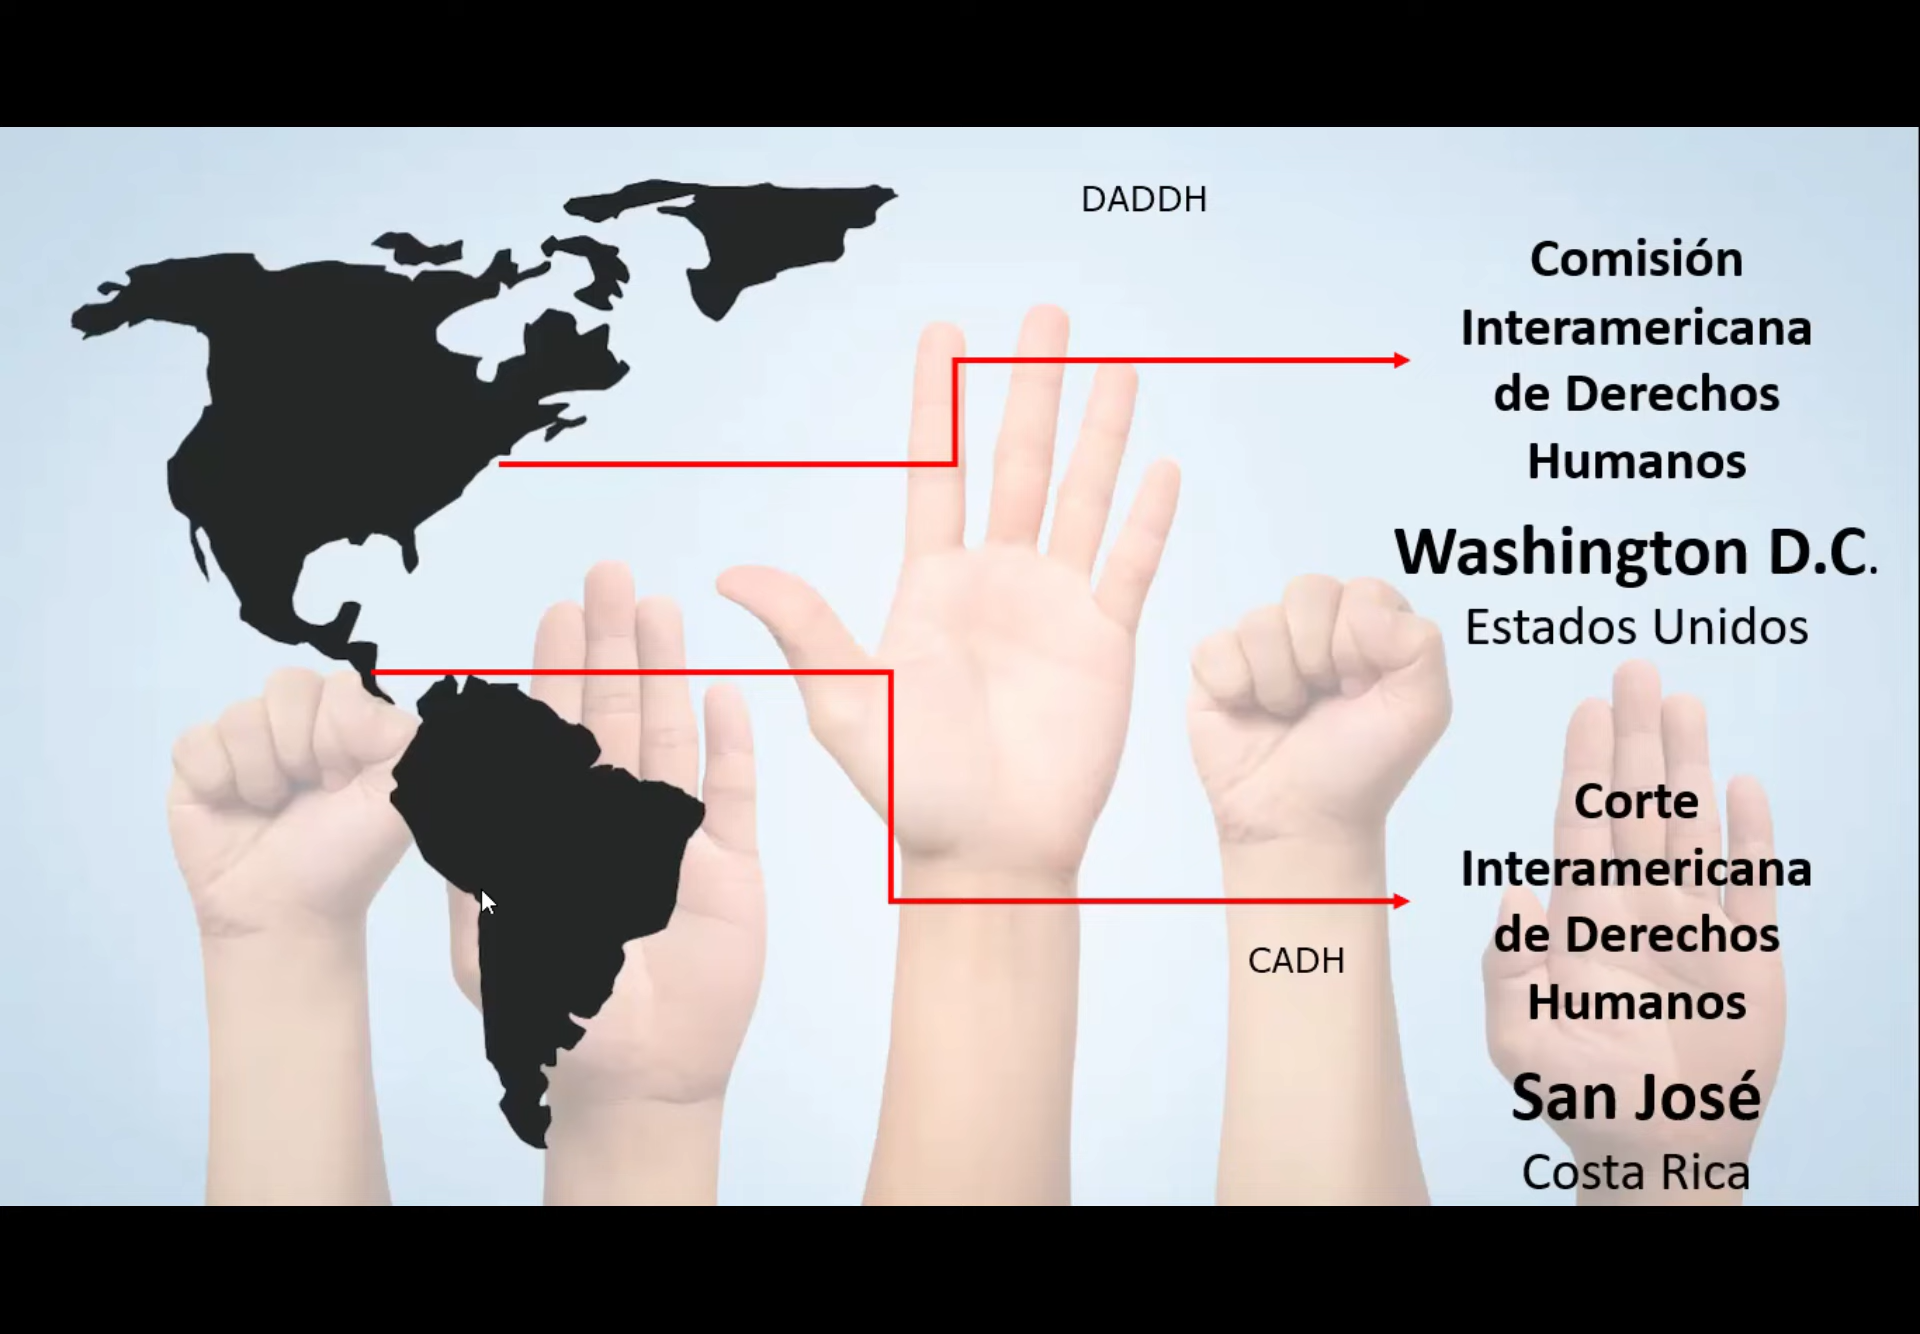 DADDH
Comisión
Interamericana
de Derechos
Humanos
Washington D.C.
Estados Unidos
Corte
Interamericana
de Derechos
Humanos
CADH
San José
Costa Rica